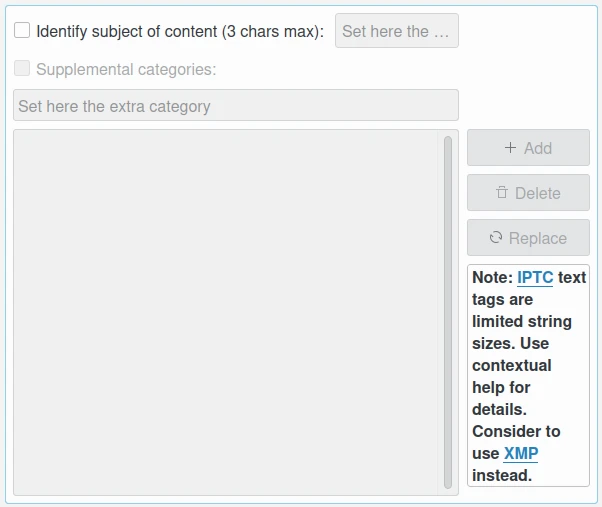 Identify subject of content (3 chars max): Set here the ...
Supplemental categories:
Set here the extra category
Add
Delete
Replace
Note: IPTC text
tags are
limited string
sizes. Use
contextual
help for
details.
Consider to
use XMP
instead.